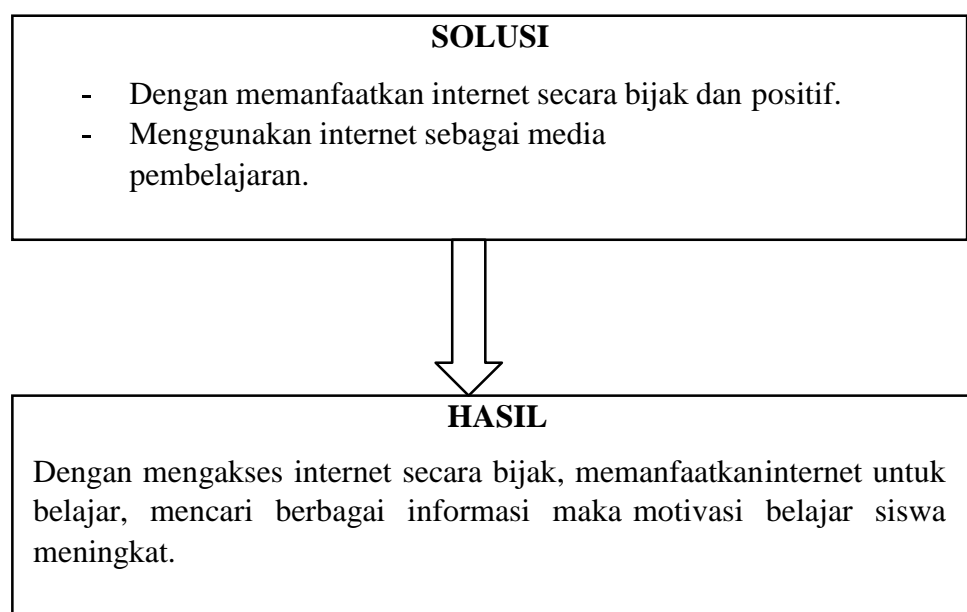 SOLUSI
- Dengan memanfaatkan internet secara bijak dan positif.
- Menggunakan internet sebagai media
pembelajaran.
HASIL
Dengan mengakses internet secara bijak, memanfaatkaninternet untuk
belajar, mencari berbagai informasi maka motivasi belajar siswa
meningkat.